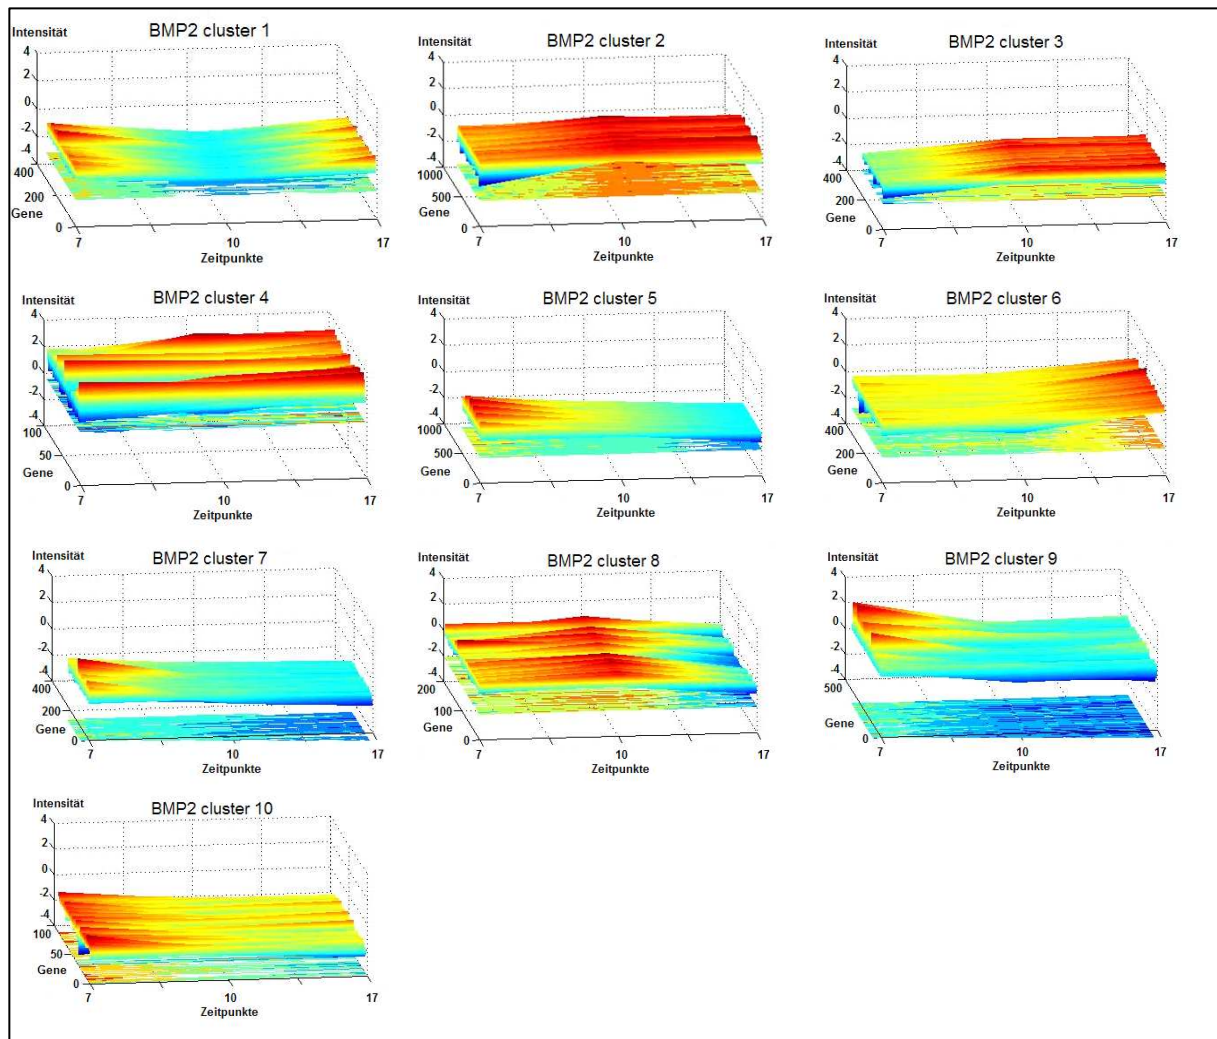 BMP2 cluster 1
Intensität
4
2
0
-2
-4
400
200
Gene
0
7 10 17
Zeitpunkte
BMP2 cluster 2
Intensität
4
2
0
-2
-4
1000
500
Gene
0
7 10 17
Zeitpunkte
BMP2 cluster 3
Intensität
4
2
0
-2
-4
400
200
Gene
0
7 10 17
Zeitpunkte
BMP2 cluster 4
Intensität
4
2
0
-2
-4
100
50
Gene
0
7 10 17
Zeitpunkte
BMP2 cluster 5
Intensität
4
2
0
-2
-4
1000
500
Gene
0
7 10 17
Zeitpunkte
BMP2 cluster 6
Intensität
4
2
0
-2
-4
400
200
Gene
0
7 10 17
Zeitpunkte
BMP2 cluster 7
Intensität
4
2
0
-2
-4
400
200
Gene
0
7 10 17
Zeitpunkte
BMP2 cluster 8
Intensität
4
2
0
-2
-4
200
100
Gene
0
7 10 17
Zeitpunkte
BMP2 cluster 9
Intensität
4
2
0
-2
-4
500
Gene
0
7 10 17
Zeitpunkte
BMP2 cluster 10
Intensität
4
2
0
-2
-4
100
50
Gene
0
7 10 17
Zeitpunkte